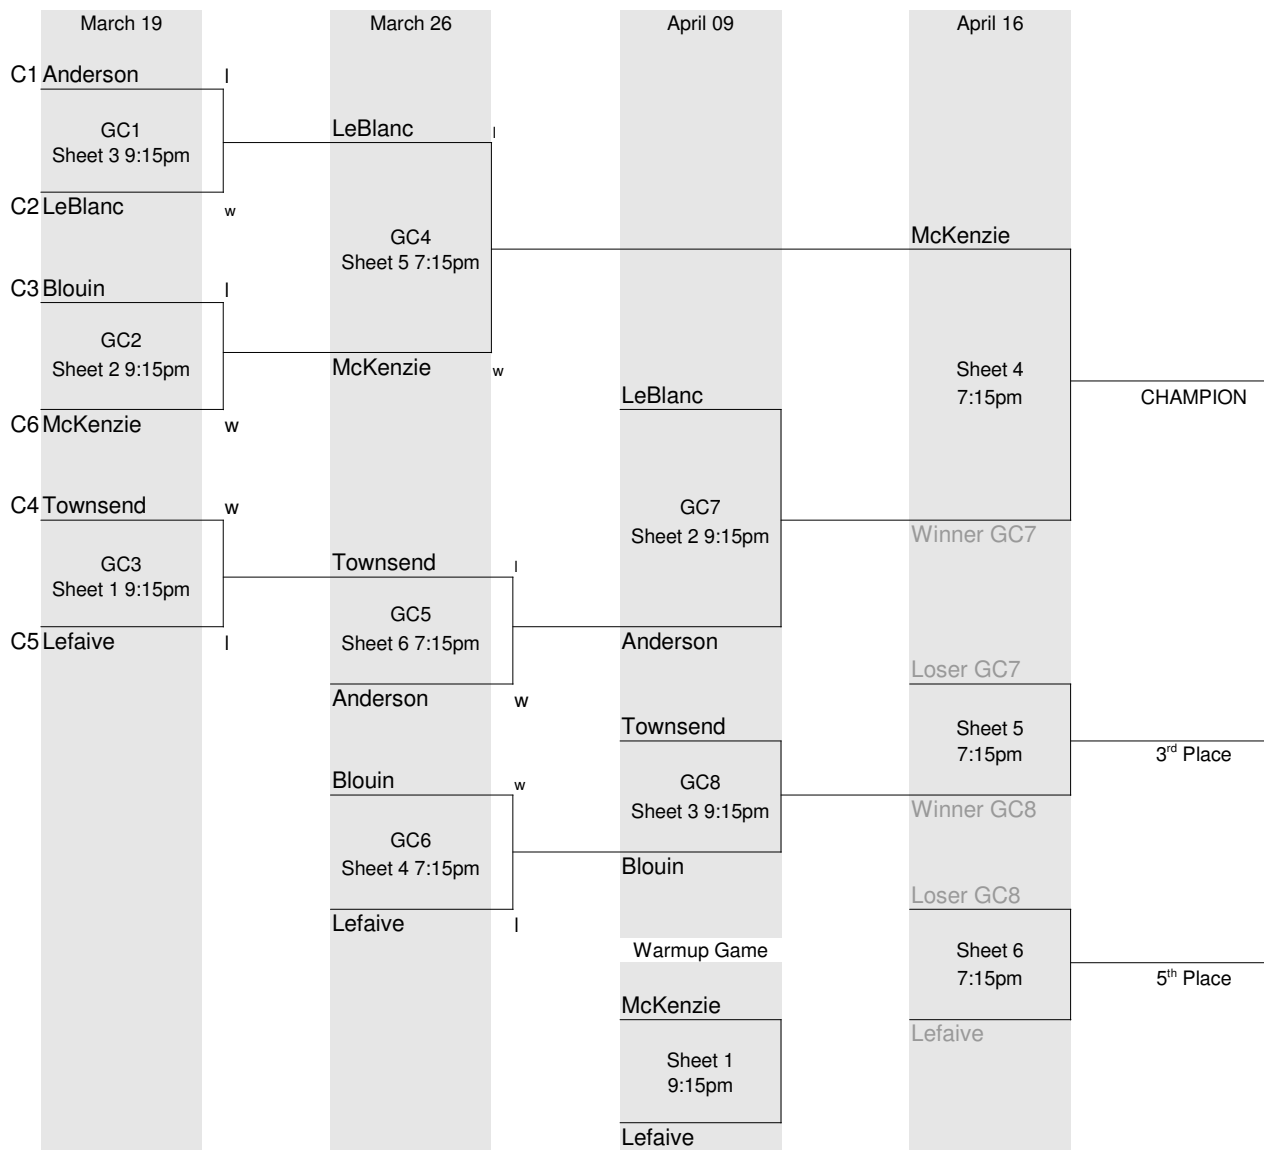 March 19
March 26
April 09
April 16
C1 Anderson l
GC1
Sheet 3 9:15pm
C2 LeBlanc w
C3 Blouin l
GC2
Sheet 2 9:15pm
C6 McKenzie w
C4 Townsend w
GC3
Sheet 1 9:15pm
C5 Lefaive l
LeBlanc l
GC4
Sheet 5 7:15pm
McKenzie w
Townsend l
GC5
Sheet 6 7:15pm
Anderson w
Blouin w
GC6
Sheet 4 7:15pm
Lefaive l
LeBlanc
GC7
Sheet 2 9:15pm
Anderson
Townsend
GC8
Sheet 3 9:15pm
Blouin
Warmup Game
McKenzie
Sheet 1
9:15pm
Lefaive
McKenzie
Sheet 4
7:15pm
Winner GC7
CHAMPION
Loser GC7
Sheet 5
7:15pm
Winner GC8
3rd Place
Loser GC8
Sheet 6
7:15pm
Lefaive
5th Place